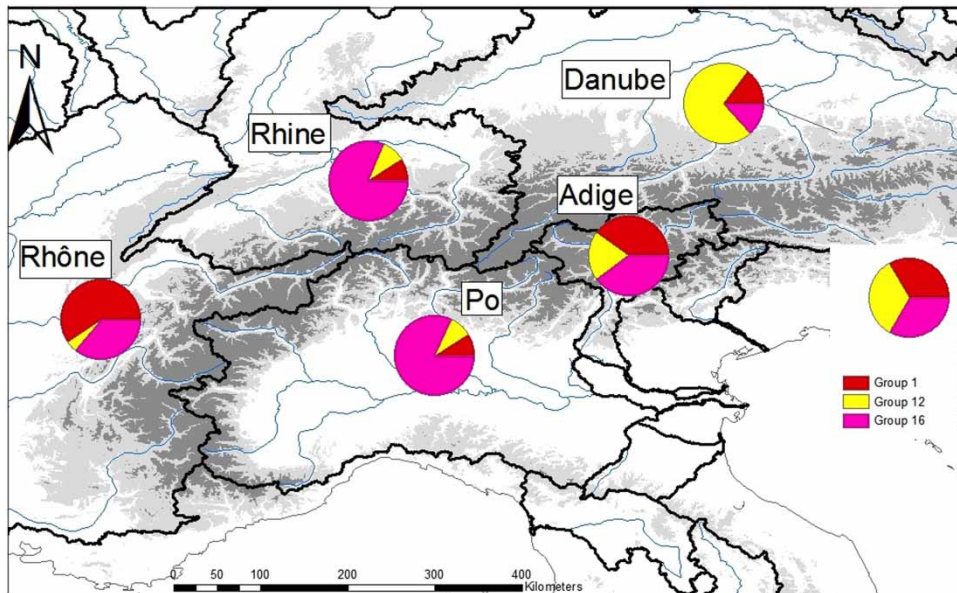 N
Danube
Rhine
Adige
Rhône
Po
Group 1
Group 12
Group 16
0 50 100 200 300 400
Kilometers